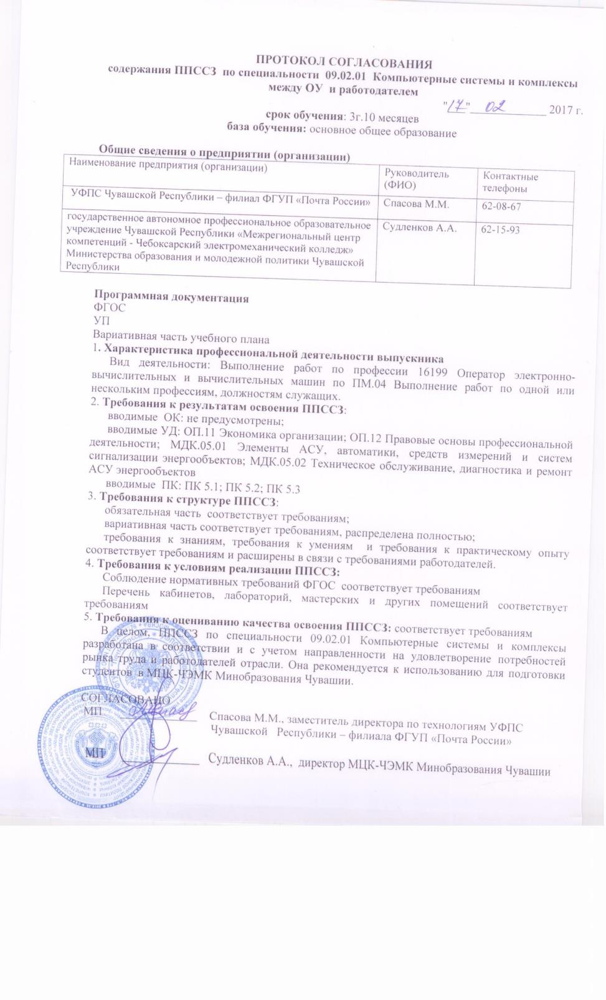 ПРОТОКОЛ СОГЛАСОВАНИЯ
содержания ППССЗ по специальности 09.02.01 Компьютерные системы и комплексы
между ОУ и работодателем
"17" 02 2017 г.
срок обучения: 3г.10 месяцев
база обучения: основное общее образование
Общие сведения о предприятии (организации)
Наименование предприятия (организации)
Руководитель
(ФИО)
Контактные
телефоны
УФПС Чувашской Республики – филиал ФГУП «Почта России»
Спасова М.М.
62-08-67
государственное автономное профессиональное образовательное
учреждение Чувашской Республики «Межрегиональный центр
компетенций - Чебоксарский электромеханический колледж»
Министерства образования и молодежной политики Чувашской
Республики
Судленков А.А.
62-15-93
Программная документация
ФГОС
УП
Вариативная часть учебного плана
1. Характеристика профессиональной деятельности выпускника
Вид деятельности: Выполнение работ по профессии 16199 Оператор электронно-
вычислительных и вычислительных машин по ПМ.04 Выполнение работ по одной или
нескольким профессиям, должностям служащих.
2. Требования к результатам освоения ППССЗ:
вводимые ОК: не предусмотрены;
вводимые УД: ОП.11 Экономика организации; ОП.12 Правовые основы профессиональной
деятельности; МДК.05.01 Элементы АСУ, автоматики, средств измерений и систем
сигнализации энергообъектов; МДК.05.02 Техническое обслуживание, диагностика и ремонт
АСУ энергообъектов
вводимые ПК: ПК 5.1; ПК 5.2; ПК 5.3
3. Требования к структуре ППССЗ:
обязательная часть соответствует требованиям;
вариативная часть соответствует требованиям, распределена полностью;
требования к знаниям, требования к умениям и требования к практическому опыту
соответствует требованиям и расширены в связи с требованиями работодателей.
4. Требования к условиям реализации ППССЗ:
Соблюдение нормативных требований ФГОС соответствует требованиям
Перечень кабинетов, лабораторий, мастерских и других помещений соответствует
требованиям
5. Требования к оцениванию качества освоения ППССЗ: соответствует требованиям
В целом, ППССЗ по специальности 09.02.01 Компьютерные системы и комплексы
разработана в соответствии и с учетом направленности на удовлетворение потребностей
рынка труда и работодателей отрасли. Она рекомендуется к использованию для подготовки
студентов в МЦК-ЧЭМК Минобразования Чувашии.
СОГЛАСОВАНО
МП
Спасова М.М., заместитель директора по технологиям УФПС
Чувашской Республики – филиала ФГУП «Почта России»
МП
Судленков А.А., директор МЦК-ЧЭМК Минобразования Чувашии